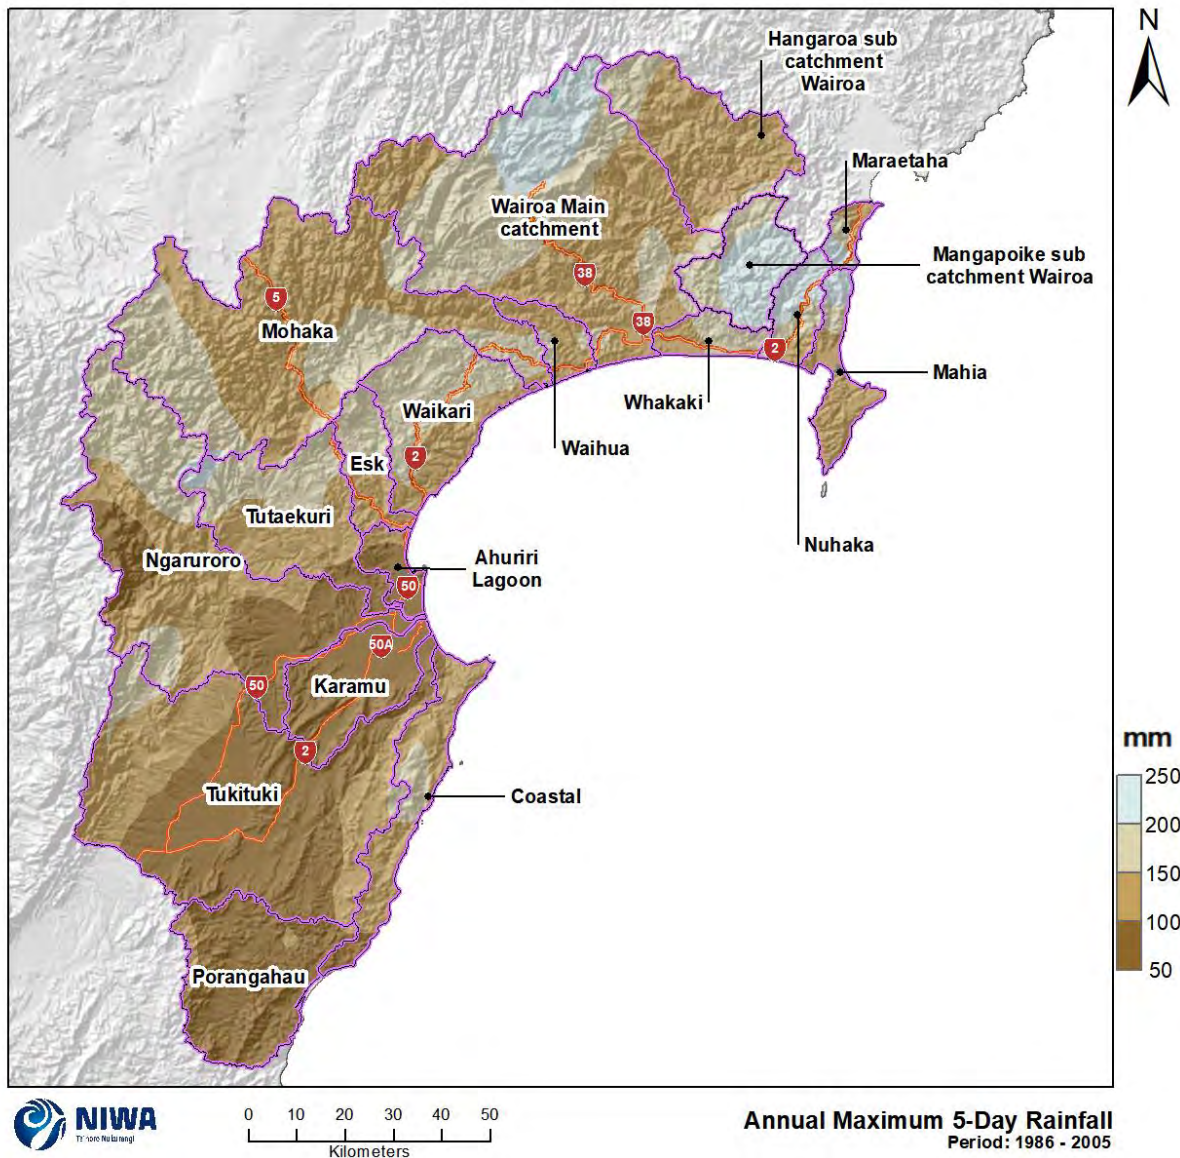 N
Hangaroa sub
catchment
Wairoa
Maraetaha
Wairoa Main
catchment
Mangapoike sub
catchment Wairoa
38
5
Mohaka
38
2
Mahia
Whakaki
Waikari
Waihua
2
Esk
Tutaekuri
Nuhaka
Ngaruroro
Ahuriri
Lagoon
50
50A
50
Karamu
2
mm
250
200
150
100
50
Tukituki
Coastal
Porangahau
NIWA
Taihoro Nukurangi
0 10 20 30 40 50
Kilometers
Annual Maximum 5-Day Rainfall
Period: 1986 - 2005